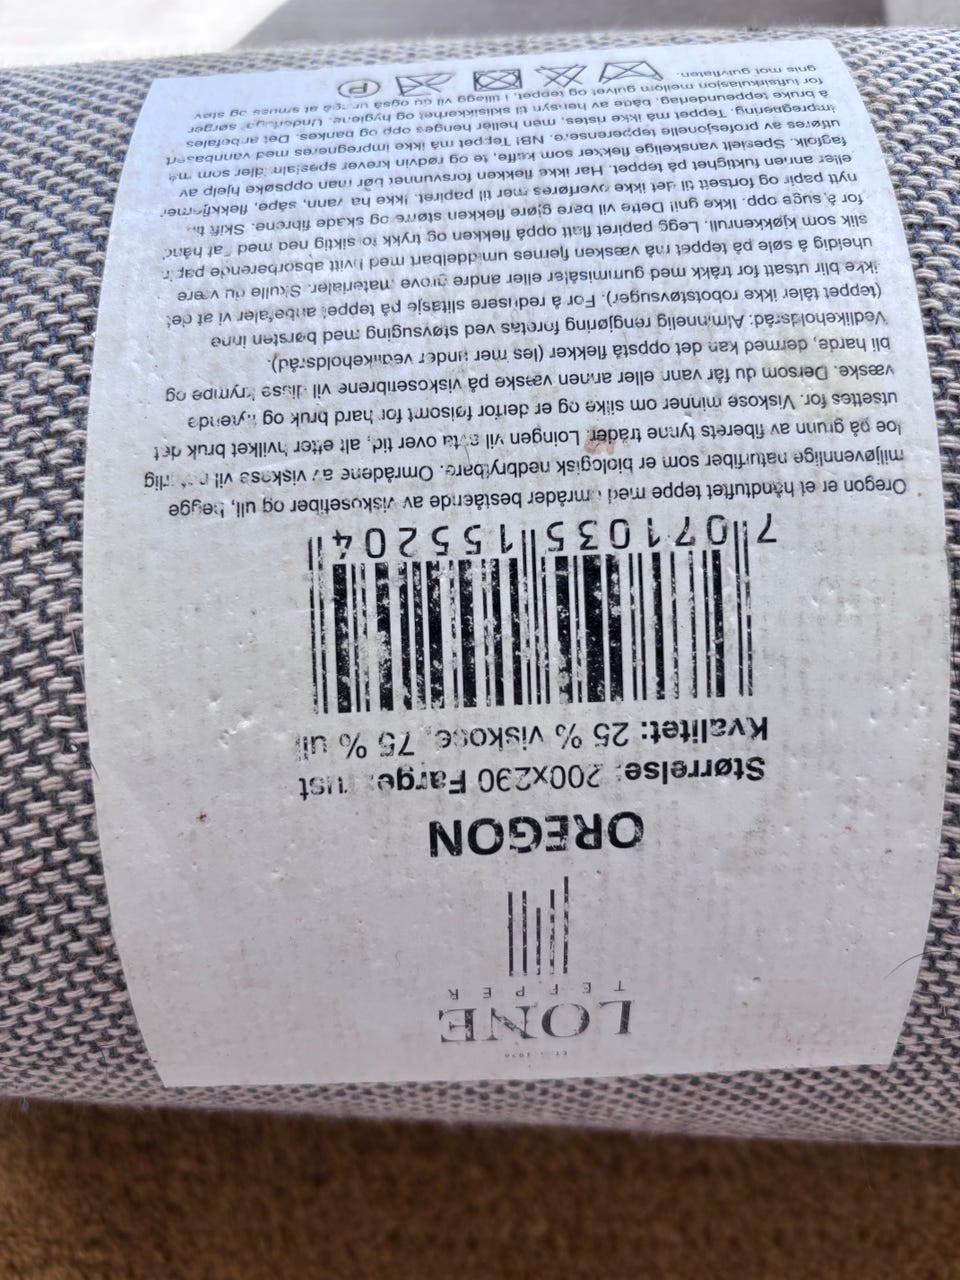 LONE
TEPPER
OREGON
Størrelse: 200x290 Farge: rust
Kvalitet: 25 % viskose, 75 % ull
7 071035 155204
Oregon er et håndtuftet teppe med områder bestående av viskosefiber og ull, begge
miljøvennlige naturfiber som er biologisk nedbrytbare. Områdene av viskose vil naturlig
loe på grunn av fiberets tynne tråder. Loingen vil avta over tid, alt etter hvilket bruk det
utsettes for. Viskose minner om silke og er derfor følsomt for hard bruk og flytende
væske. Dersom du får vann eller annen væske på viskosefibrene vil disse krympe og
bli harde, dermed kan det oppstå flekker (les mer under vedlikeholdsråd).
Vedlikeholdsråd: Alminnelig rengjøring foretas ved støvsuging med børsten inne
(teppet tåler ikke robotstøvsuger). For å redusere slitasje på teppet anbefaler vi at det
ikke blir utsatt for tråkk med gummisåler eller andre grove materialer. Skulle du være
uheldig å søle på teppet må væsken fjernes umiddelbart med hvitt absorberende papir
slik som kjøkkenrull. Legg papiret flatt oppå flekken og trykk forsiktig ned med flat hånd
for å suge opp. Ikke gni! Dette vil bare gjøre flekken større og skade fibrene. Skift til
nytt papir og fortsett til det ikke overføres mer til papiret. Ikke ha vann, såpe, flekkfjerner
eller annen fuktighet på teppet. Har ikke flekken forsvunnet bør man oppsøke hjelp av
fagfolk. Spesielt vanskelige flekker som kaffe, te og rødvin krever spesialmidler som må
utføres av profesjonelle tepperensere. NB! Teppet må ikke impregneres med vannbasert
impregnering. Teppet må ikke ristes, men heller henges opp og bankes. Det anbefales
å bruke teppeunderlag, både av hensyn til sklisikkerhet og hygiene. Underlag sørger
for luftsirkulasjon mellom gulvet og teppet, i tillegg vil du også unngå at smuss og støv
gnis mot gulvflaten.
P